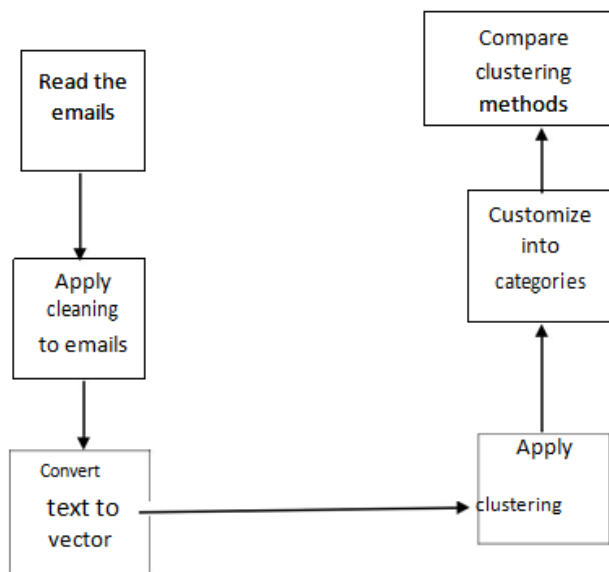 Read the
emails
Apply
cleaning
to emails
Convert
text to
vector
Apply
clustering
Customize
into
categories
Compare
clustering
methods